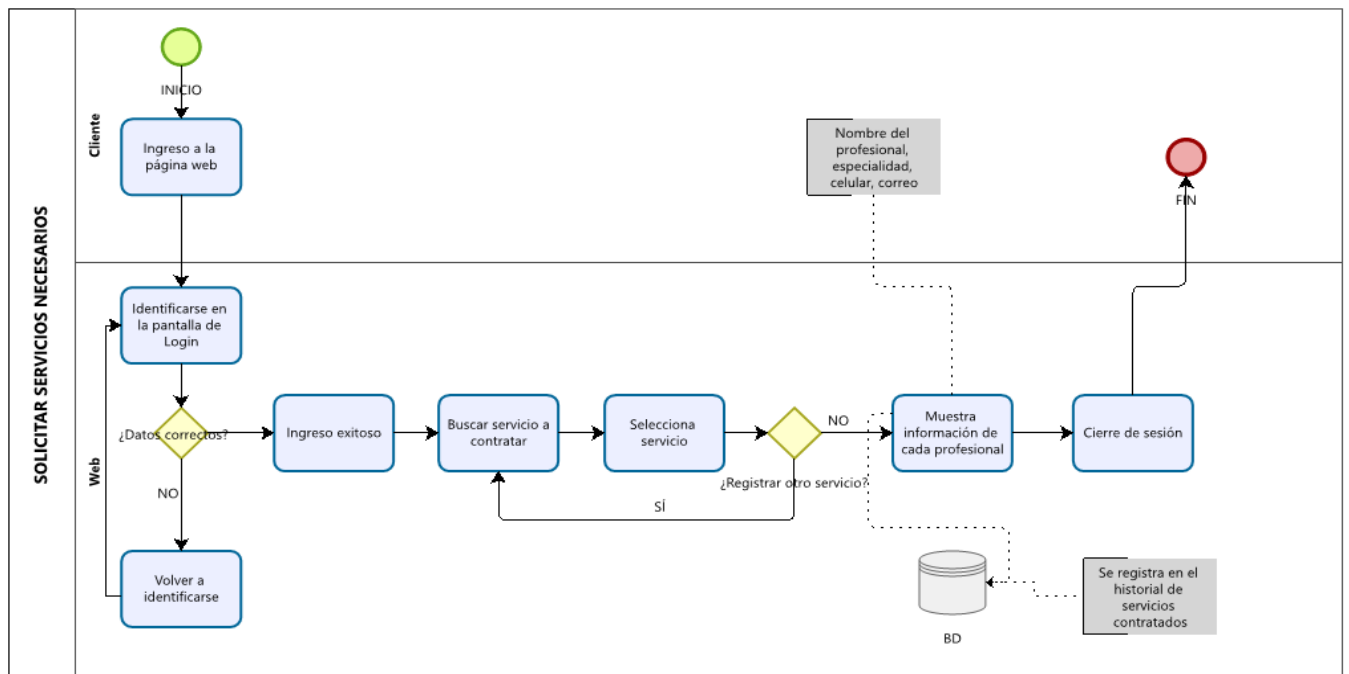 SOLICITAR SERVICIOS NECESARIOS
Cliente
INICIO
Ingreso a la
página web
Nombre del
profesional,
especialidad,
celular, correo
FIN
Web
Identificarse en
la pantalla de
Login
¿Datos correctos?
Ingreso exitoso
Buscar servicio a
contratar
Selecciona
servicio
NO
¿Registrar otro servicio?
Muestra
información de
cada profesional
Cierre de sesión
NO
SÍ
Volver a
identificarse
BD
Se registra en el
historial de
servicios
contratados